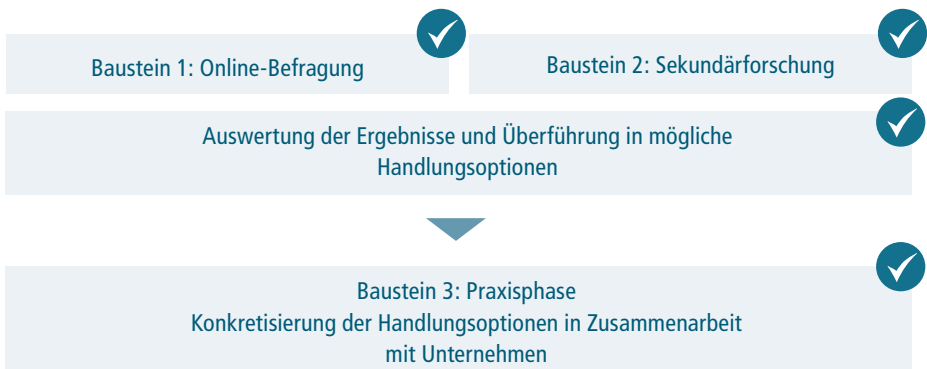 Baustein 1: Online-Befragung
Baustein 2: Sekundärforschung
Auswertung der Ergebnisse und Überführung in mögliche
Handlungsoptionen
Baustein 3: Praxisphase
Konkretisierung der Handlungsoptionen in Zusammenarbeit
mit Unternehmen